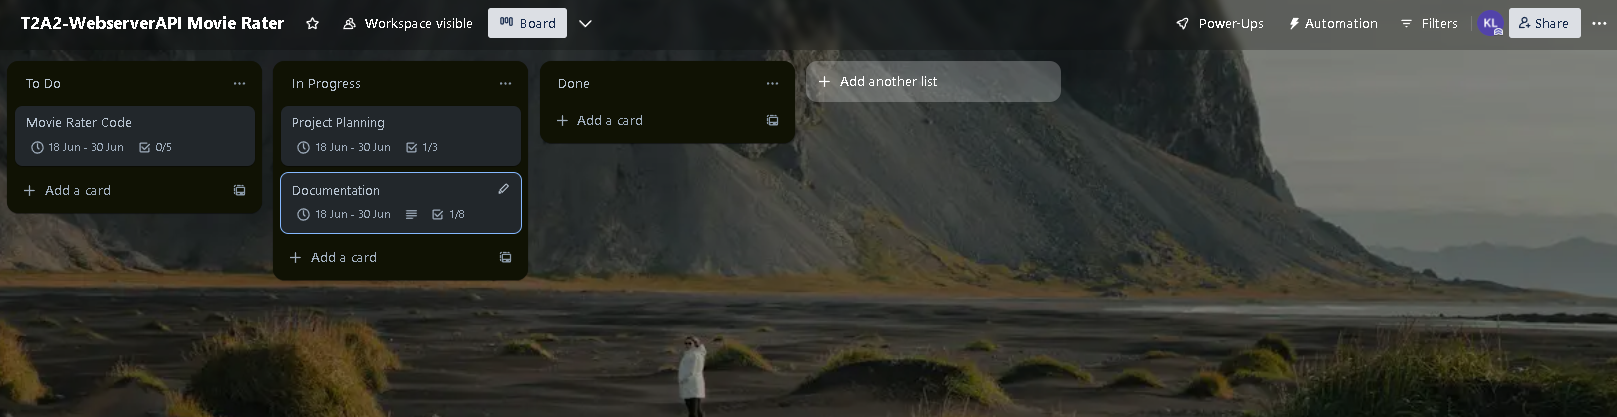 T2A2-WebserverAPI Movie Rater
Workspace visible
Board
Power-Ups
Automation
Filters
KL
Share
To Do
Movie Rater Code
18 Jun - 30 Jun
0/5
+ Add a card
In Progress
Project Planning
18 Jun - 30 Jun
1/3
Documentation
18 Jun - 30 Jun
1/8
+ Add a card
Done
+ Add a card
+ Add another list